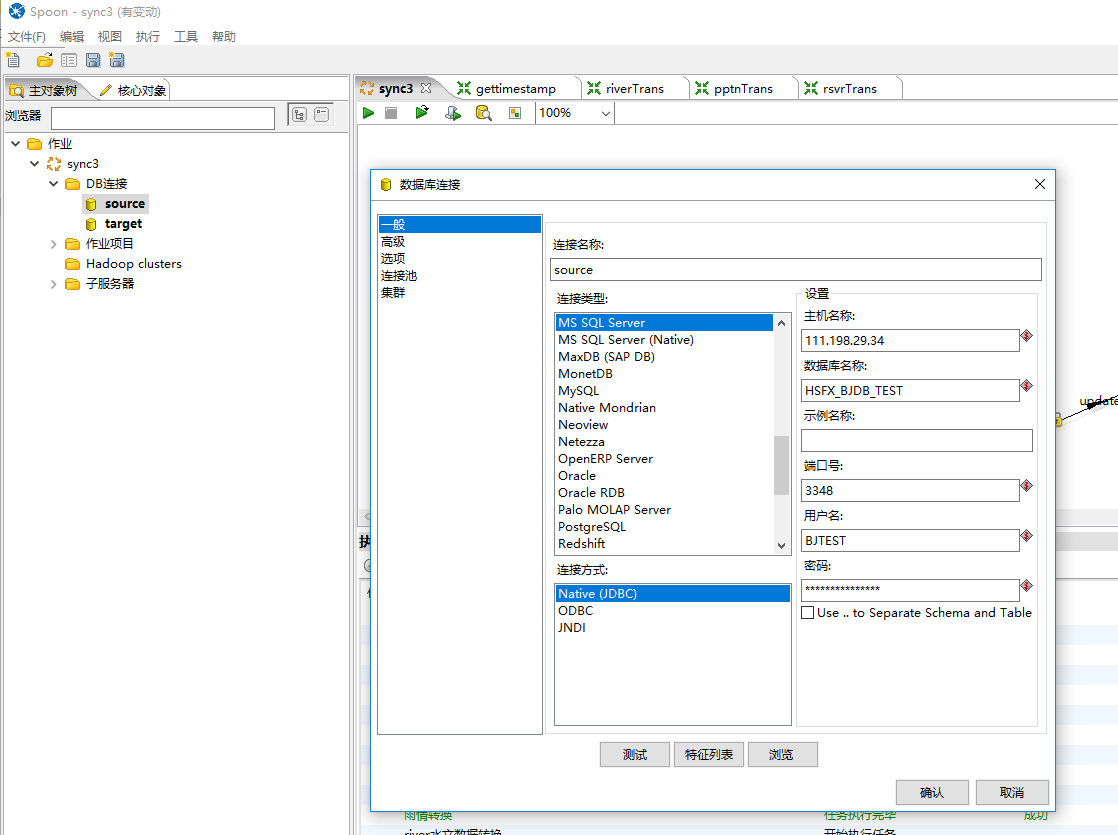 Spoon - sync3 (有变动)
文件(F) 编辑 视图 执行 工具 帮助
主对象树 核心对象
浏览器
作业
sync3
DB连接
source
target
作业项目
Hadoop clusters
子服务器
sync3 gettimestamp riverTrans pptnTrans rsvrTrans
100%
update
数据库连接
一般
高级
选项
连接池
集群
连接名称:
source
连接类型:
MS SQL Server
MS SQL Server (Native)
MaxDB (SAP DB)
MonetDB
MySQL
Native Mondrian
Neoview
Netezza
OpenERP Server
Oracle
Oracle RDB
Palo MOLAP Server
PostgreSQL
Redshift
连接方式:
Native (JDBC)
ODBC
JNDI
设置
主机名称:
111.198.29.34
数据库名称:
HSFX_BJDB_TEST
示例名称:
端口号:
3348
用户名:
BJTEST
密码:
***************
Use .. to Separate Schema and Table
测试 特征列表 浏览
确认 取消
雨情转换 任务执行完毕 成功
river水文数据转换 开始执行任务